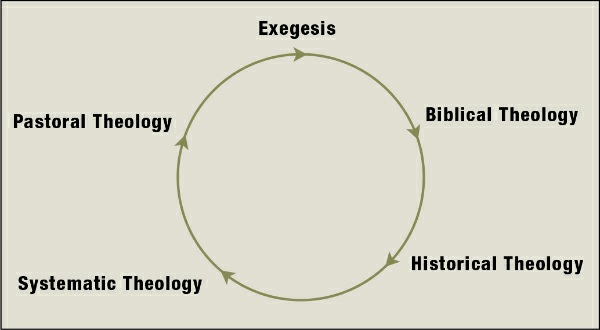 Exegesis
Biblical Theology
Historical Theology
Systematic Theology
Pastoral Theology